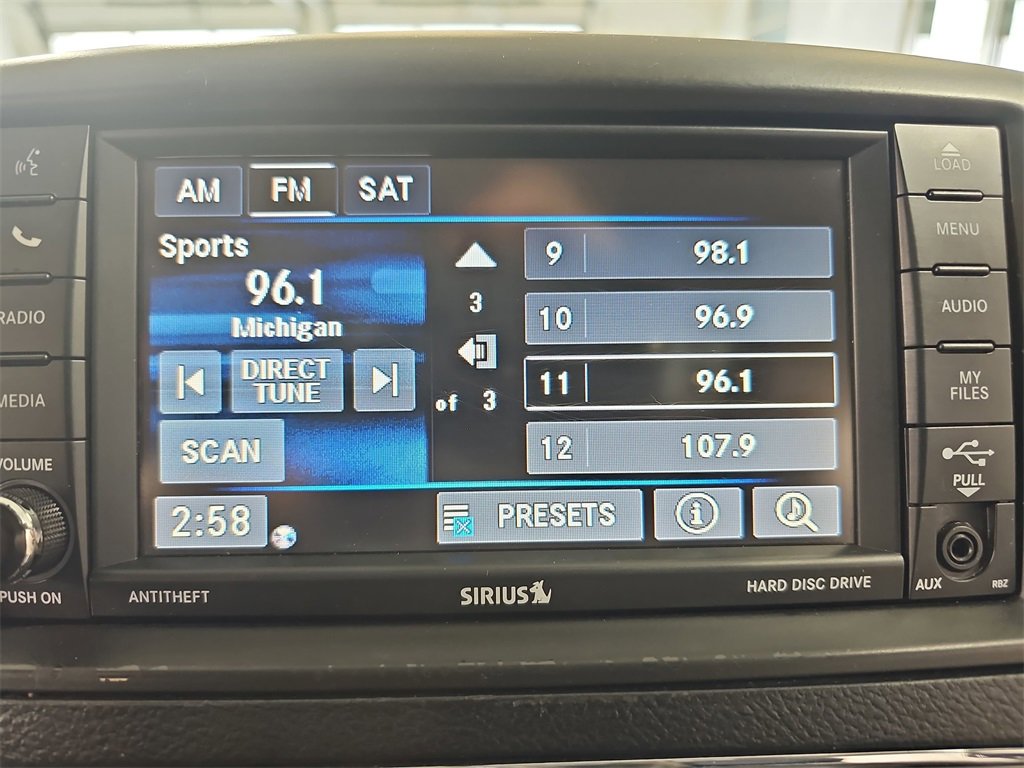 AM FM SAT
Sports
96.1
Michigan
DIRECT
TUNE
SCAN
2:58
3
of 3
9 98.1
10 96.9
11 96.1
12 107.9
PRESETS
i
RADIO
MEDIA
VOLUME
PUSH ON
LOAD
MENU
AUDIO
MY
FILES
PULL
AUX
RBZ
ANTITHEFT
SIRIUS
HARD DISC DRIVE